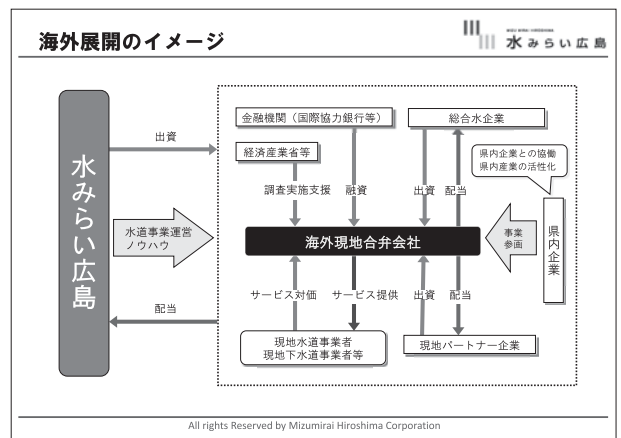 海外展開のイメージ
水みらい広島
水みらい広島
出資
水道事業運営
ノウハウ
配当
金融機関（国際協力銀行等）
経済産業省等
調査実施支援
融資
総合水企業
出資
配当
県内企業との協働
県内産業の活性化
海外現地合弁会社
事業
参画
県内企業
サービス対価
サービス提供
出資
配当
現地水道事業者
現地下水道事業者等
現地パートナー企業
All rights Reserved by Mizumirai Hiroshima Corporation